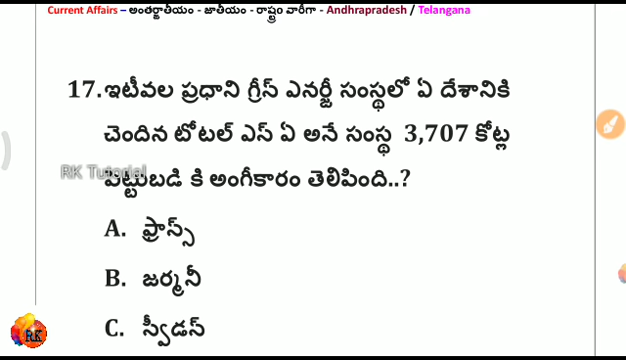 Current Affairs – అంతర్జాతీయం - జాతీయం - రాష్ట్రం వారీగా - Andhrapradesh / Telangana
17. ఇటీవల ప్రధాని గ్రీస్ ఎనర్జీ సంస్థలో ఏ దేశానికి
చెందిన టోటల్ ఎస్ ఏ అనే సంస్థ 3,707 కోట్ల
RK Tutorial
పెట్టుబడి కి అంగీకారం తెలిపింది..?
A. ఫ్రాన్స్
B. జర్మనీ
C. స్వీడన్
RK